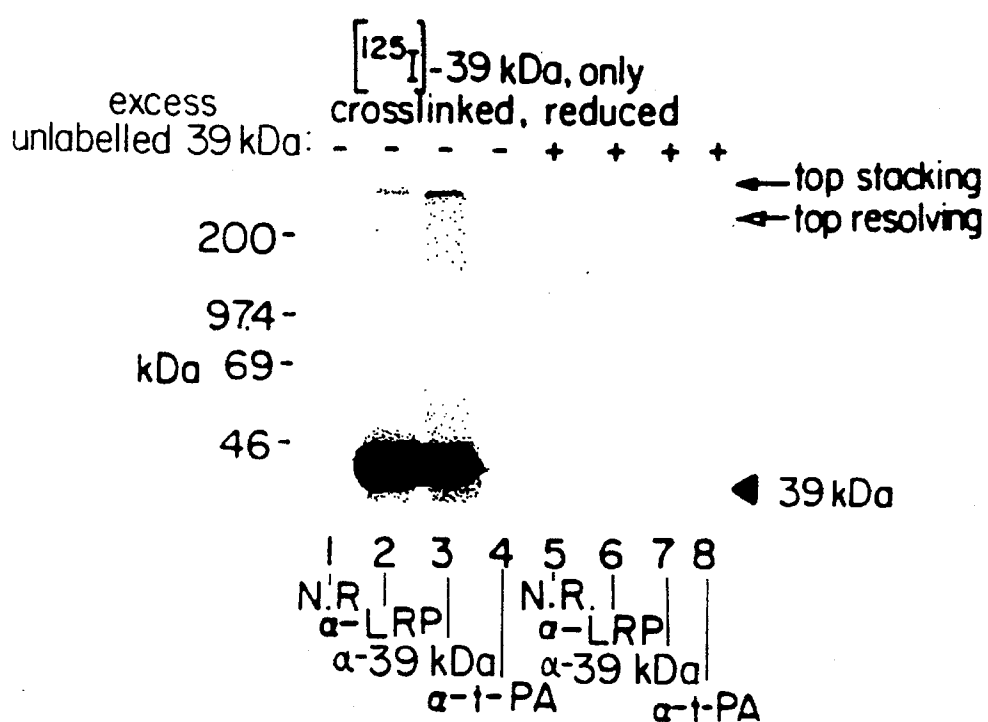 [¹²⁵I]-39 kDa, only
crosslinked, reduced
excess
unlabelled 39 kDa: - - - - + + + +
←top stacking
←top resolving
200-
97.4-
kDa 69-
46-
◀ 39 kDa
1 2 3 4 5 6 7 8
N.R N.R.
α-LRP α-LRP
α-39 kDa α-39 kDa
α-t-PA α-t-PA